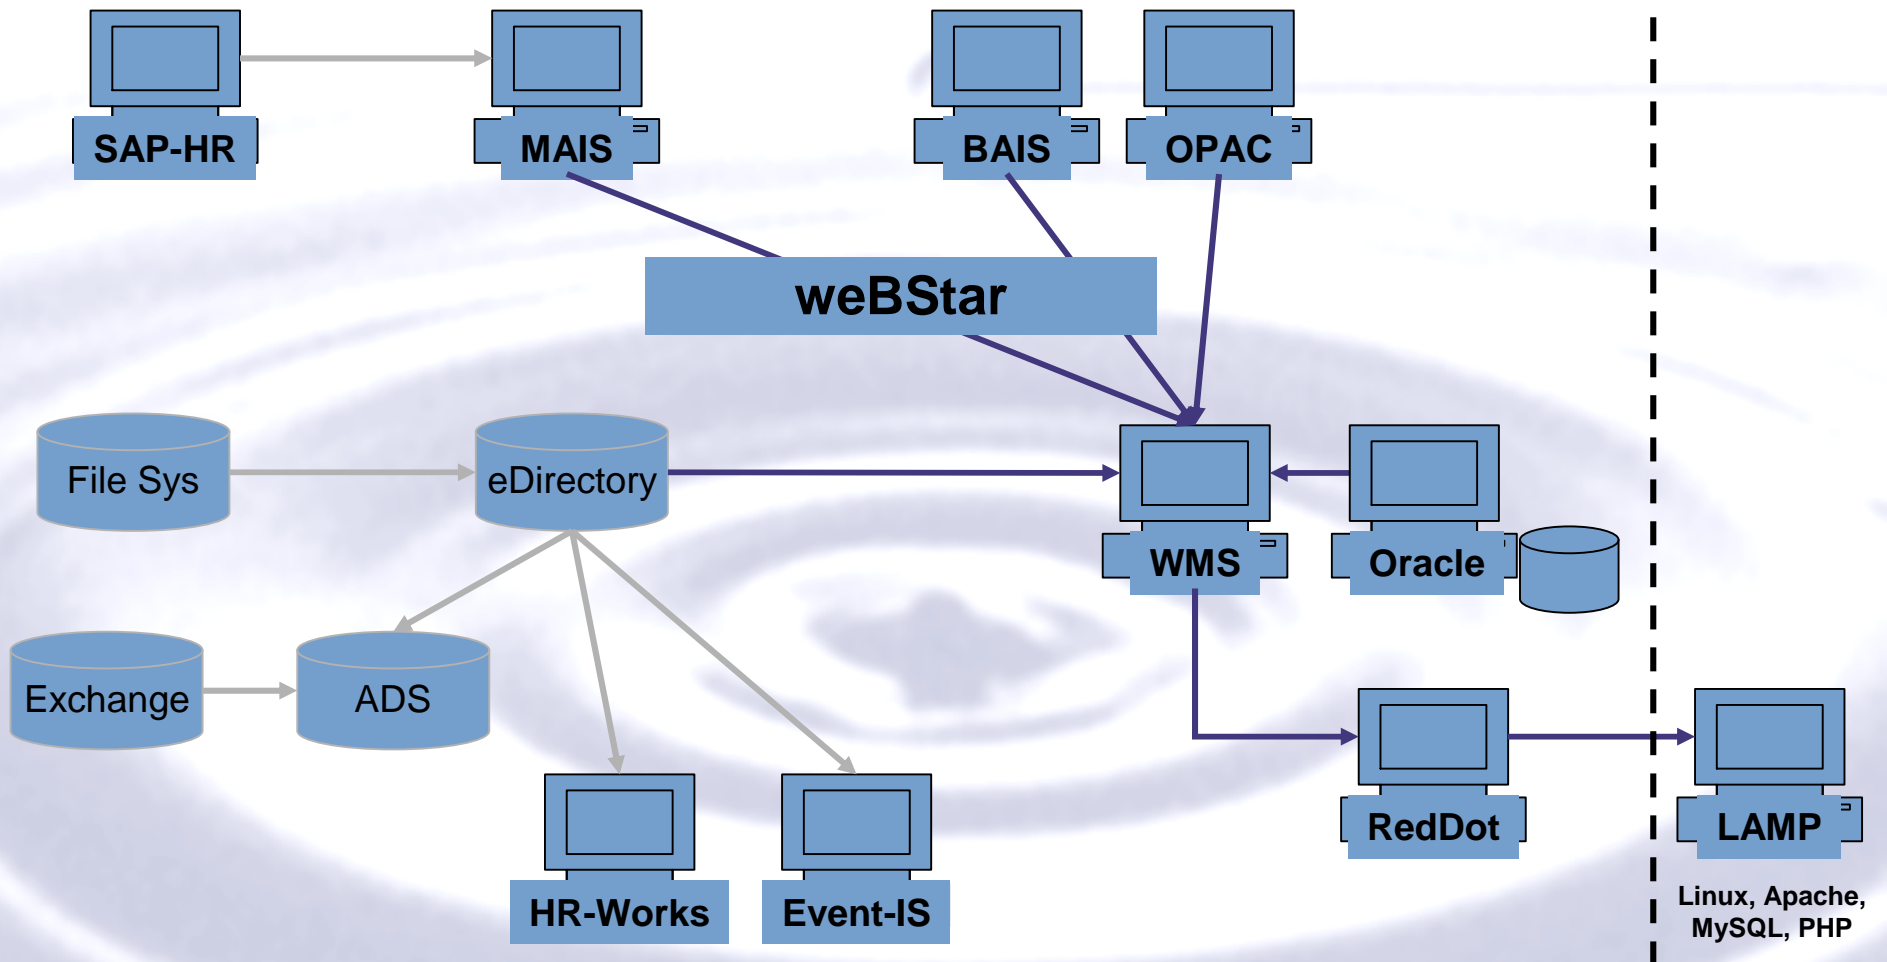 SAP-HR
MAIS
BAIS
OPAC
weBStar
File Sys
eDirectory
WMS
Oracle
Exchange
ADS
RedDot
LAMP
HR-Works
Event-IS
Linux, Apache,
MySQL, PHP